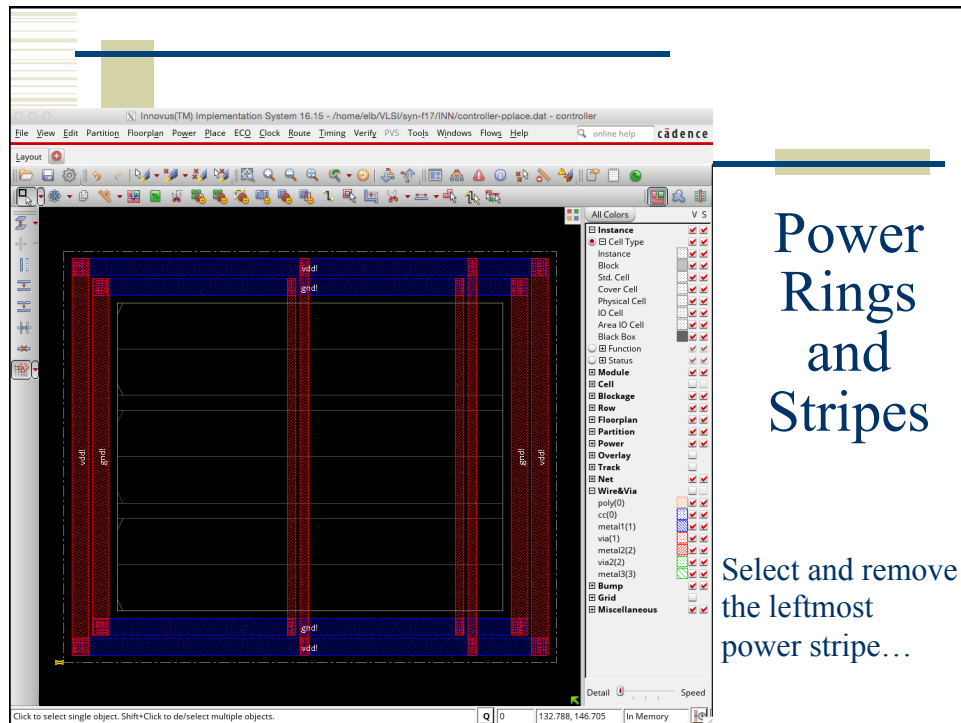 Innovus(TM) Implementation System 16.15 - /home/elb/VLSI/syn-f17/INN/controller-pplace.dat - controller
File View Edit Partition Floorplan Power Place ECO Clock Route Timing Verify PVS Tools Windows Flows Help
online help
cādence
Layout
All Colors V S
Instance
Cell Type
Instance
Block
Std. Cell
Cover Cell
Physical Cell
IO Cell
Area IO Cell
Black Box
Function
Status
Module
Cell
Blockage
Row
Floorplan
Partition
Power
Overlay
Track
Net
Wire&Via
poly(0)
cc(0)
metal1(1)
via(1)
metal2(2)
via2(2)
metal3(3)
Bump
Grid
Miscellaneous
Detail Speed
vdd!
gnd!
vdd!
gnd!
gnd!
vdd!
gnd!
vdd!
Click to select single object. Shift+Click to de/select multiple objects.
Q 0 132.788, 146.705 In Memory
Power
Rings
and
Stripes
Select and remove
the leftmost
power stripe…